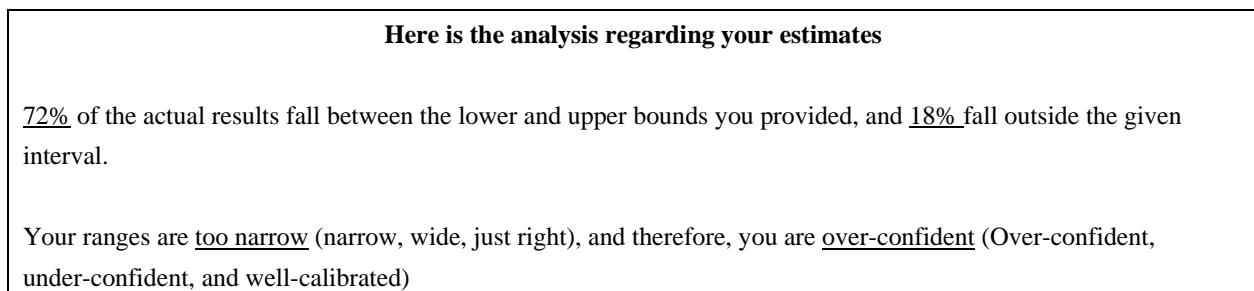 Here is the analysis regarding your estimates
72% of the actual results fall between the lower and upper bounds you provided, and 18% fall outside the given
interval.
Your ranges are too narrow (narrow, wide, just right), and therefore, you are over-confident (Over-confident,
under-confident, and well-calibrated)